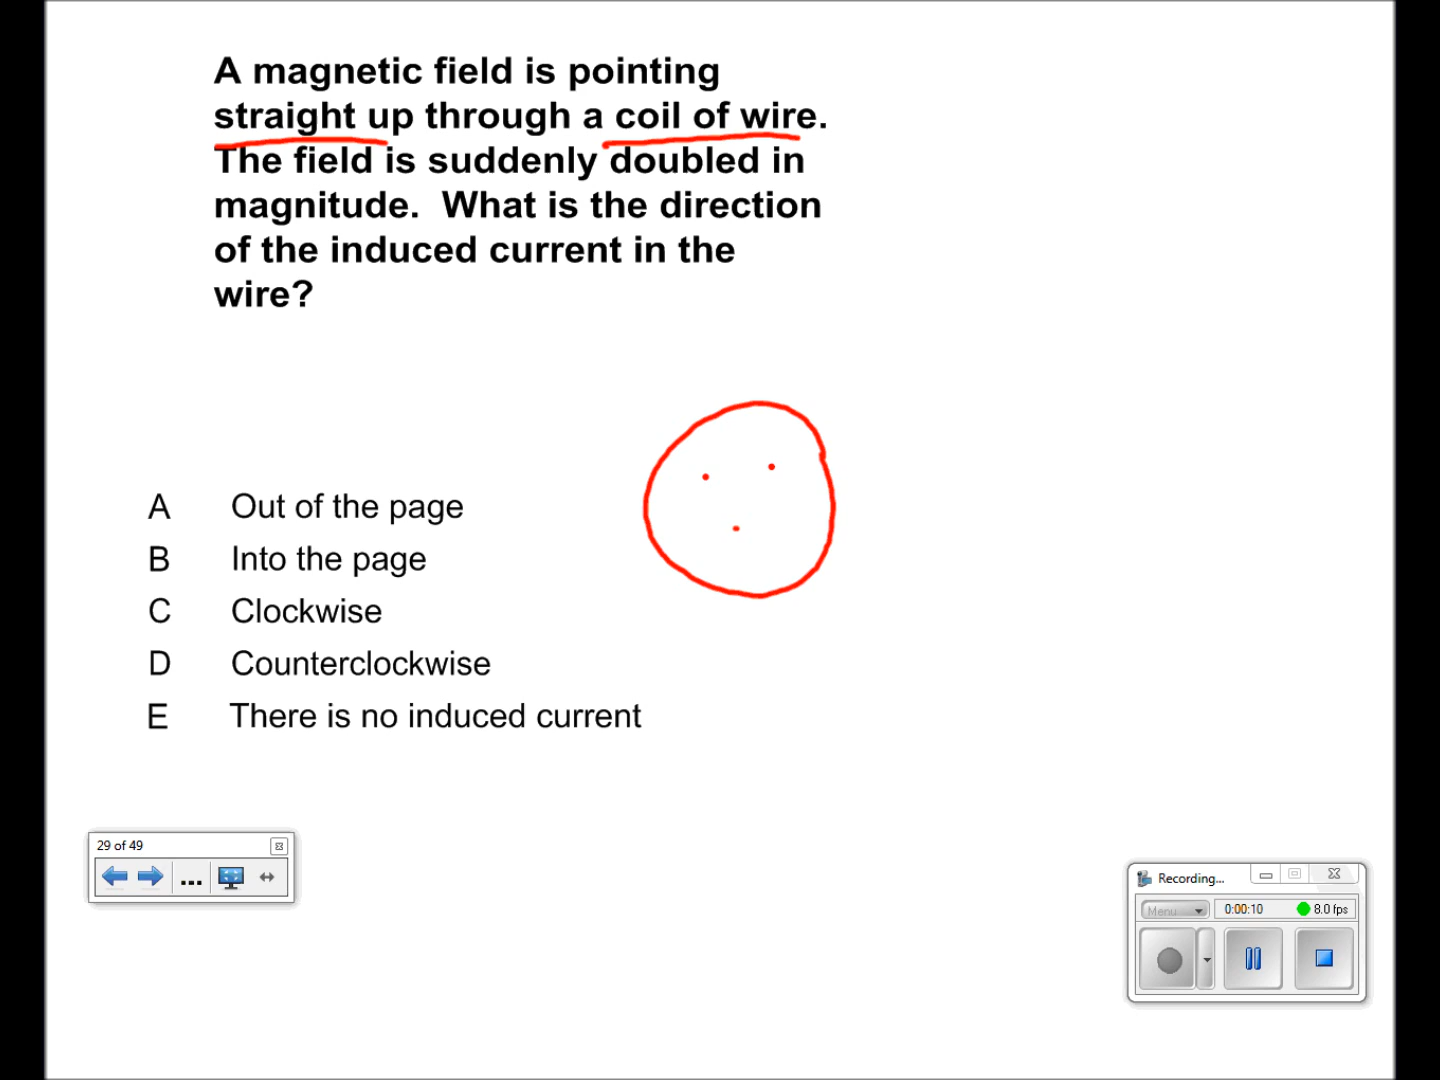 A magnetic field is pointing
straight up through a coil of wire.
The field is suddenly doubled in
magnitude. What is the direction
of the induced current in the
wire?
A Out of the page
B Into the page
C Clockwise
D Counterclockwise
E There is no induced current
29 of 49
...
Recording...
Menu
0:00:10
8.0 fps